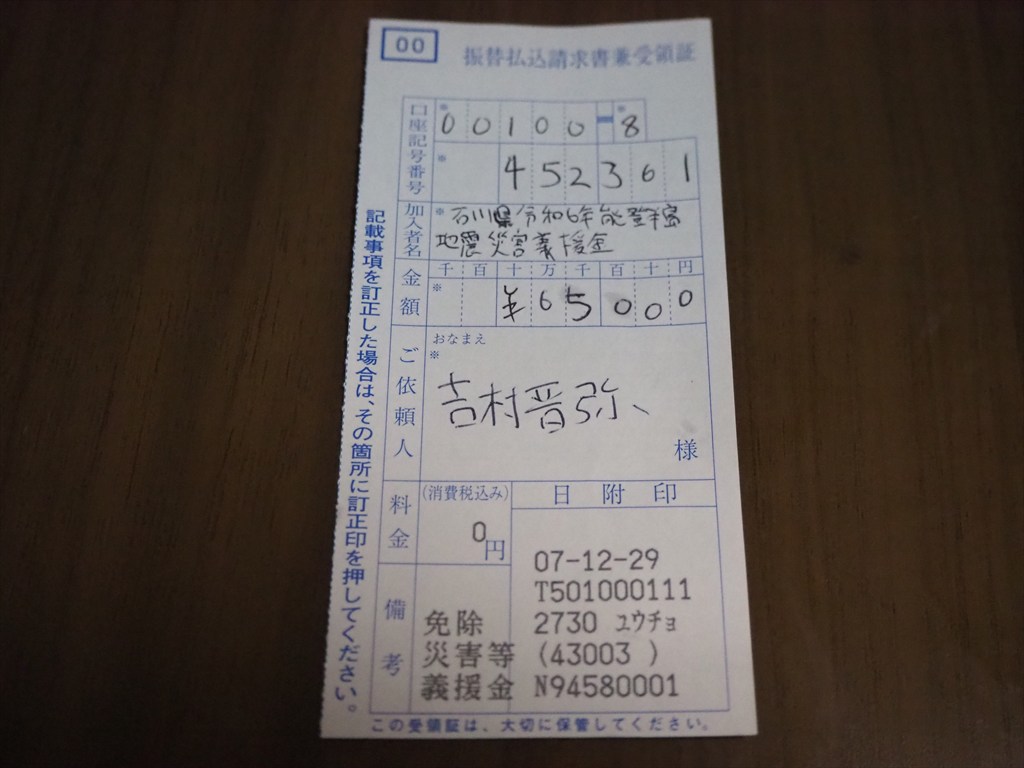 00
振替払込請求書兼受領証
口座記号番号
※ 00100-8
※ 452361
加入者名
※ 石川県令和6年能登半島
地震災害義援金
金額
千 百 十 万 千 百 十 円
※ ¥65000
ご依頼人
おなまえ
※
吉村晋弥
様
料金
(消費税込み)
0円
日附印
07-12-29
T501000111
2730 ユウチョ
(43003 )
N94580001
備考
免除
災害等
義援金
記載事項を訂正した場合は、その箇所に訂正印を押してください。
この受領証は、大切に保管してください。